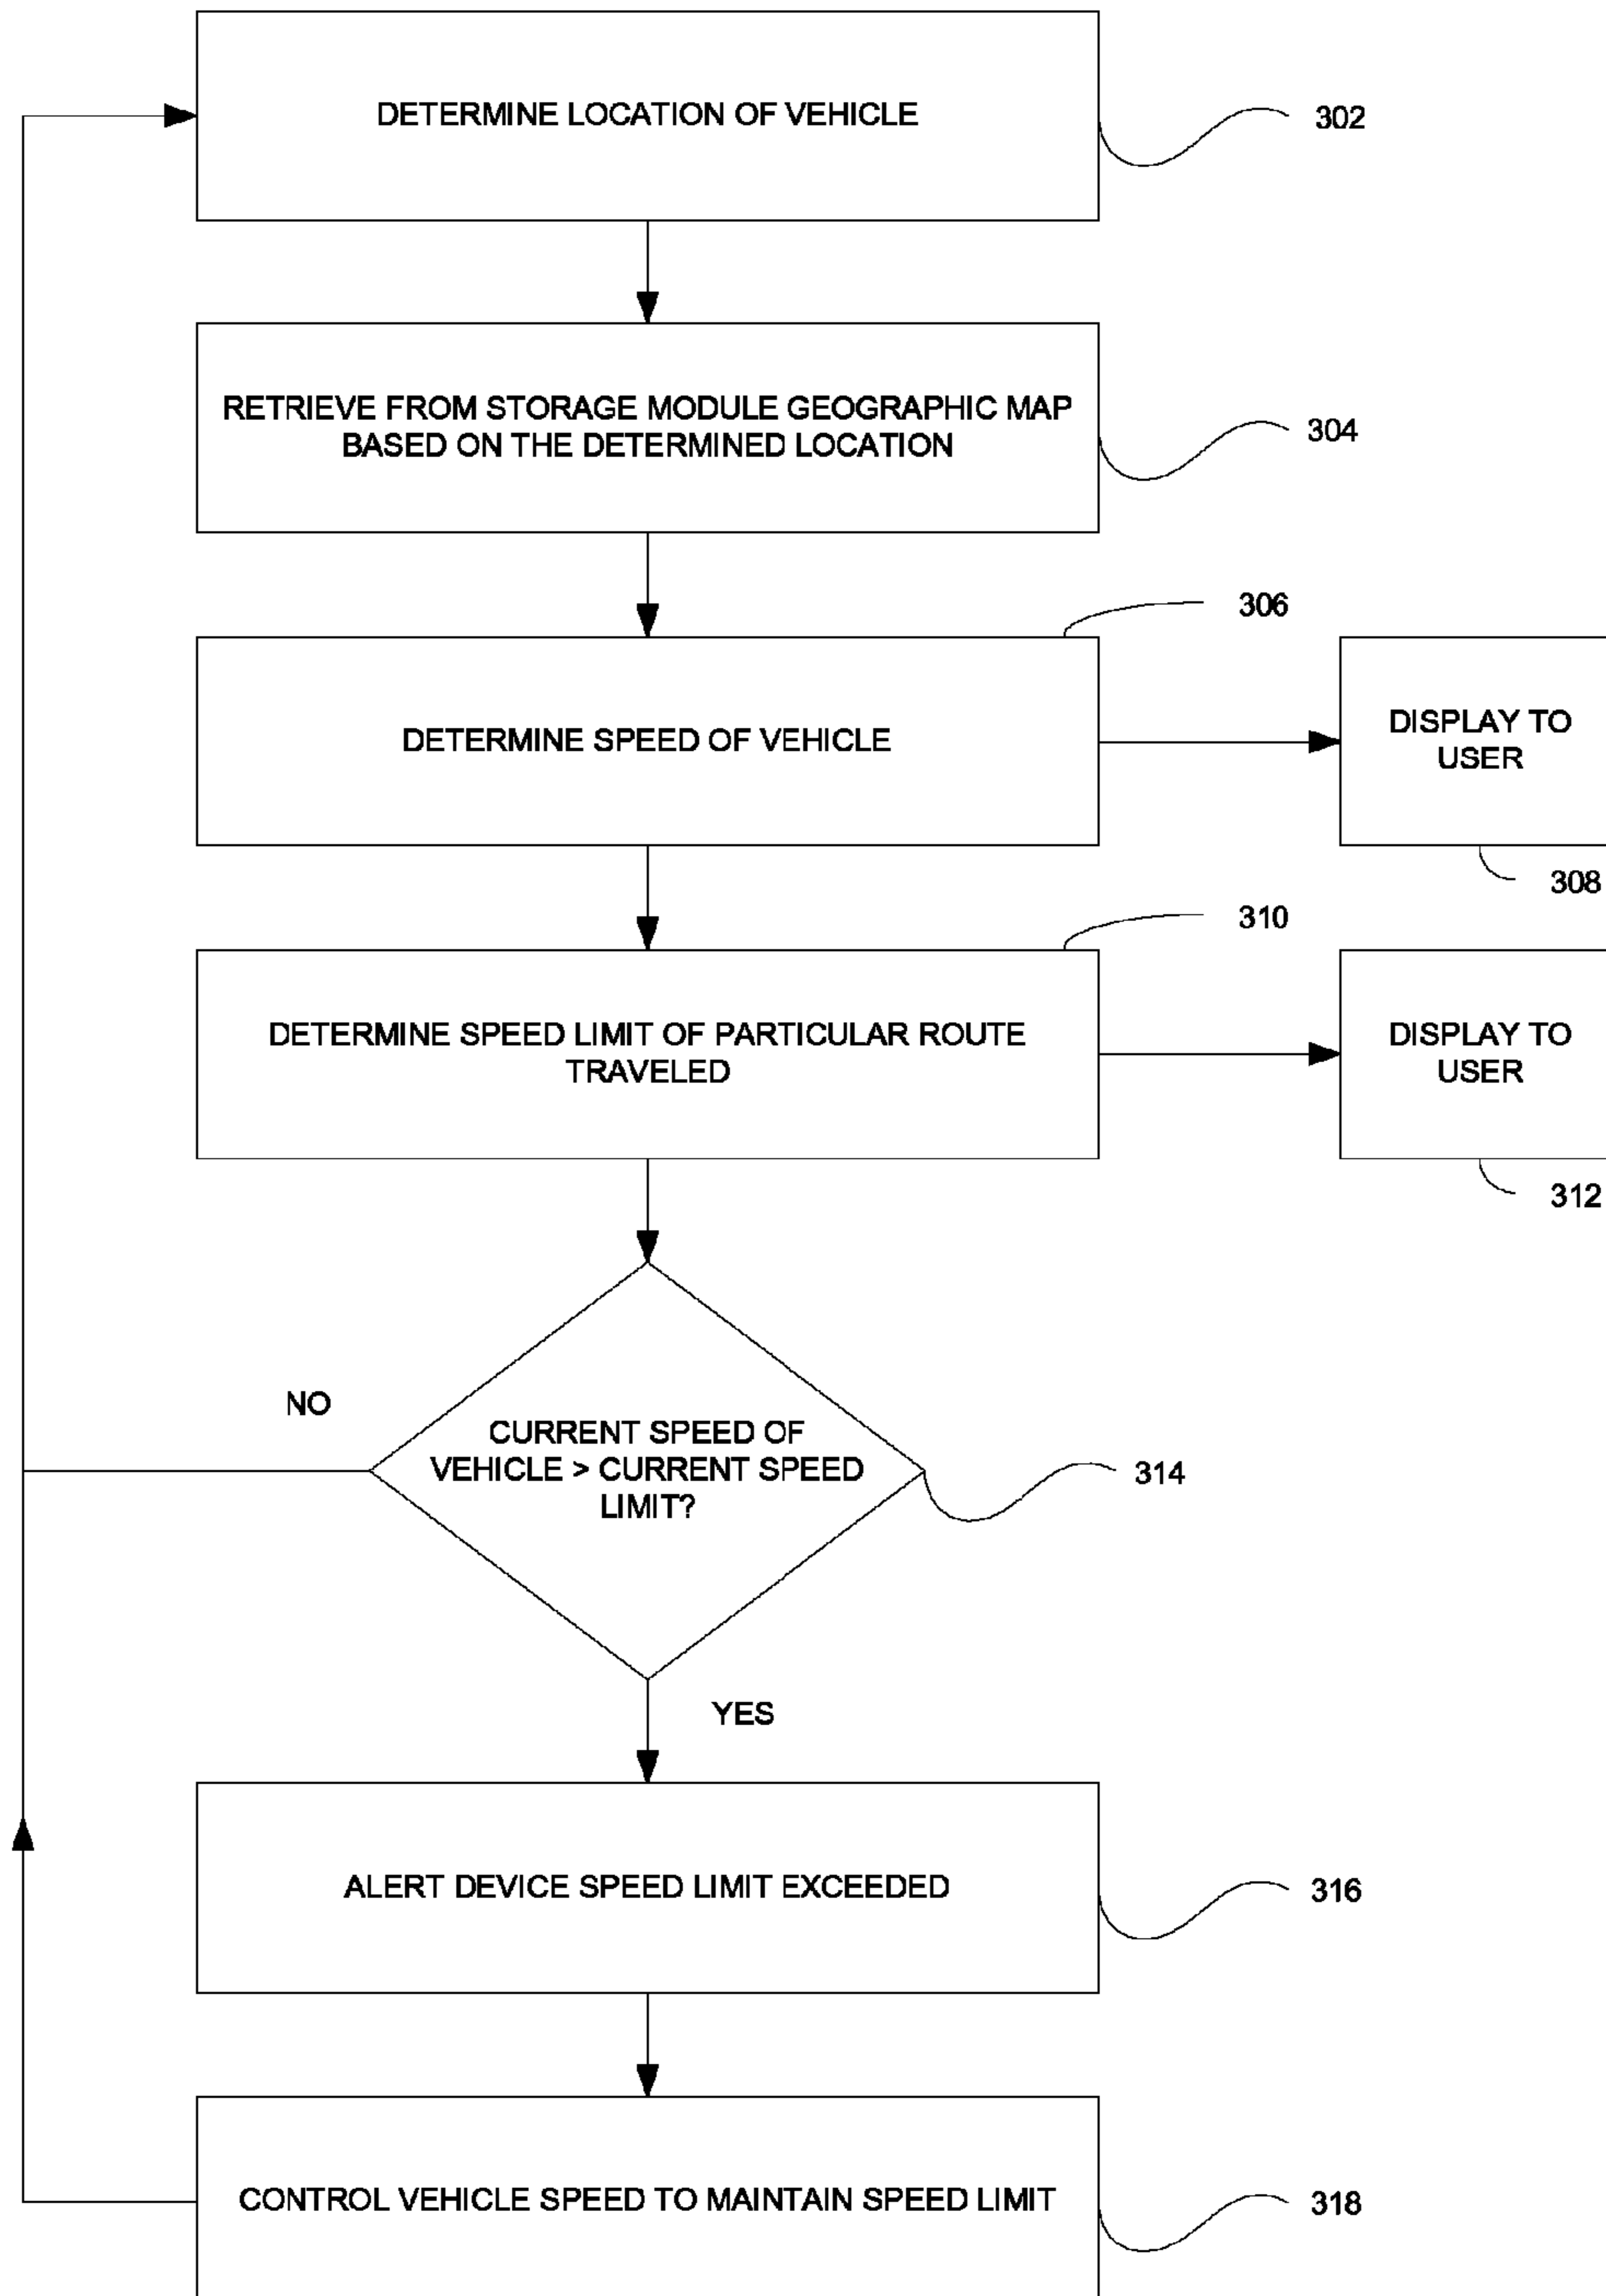 DETERMINE LOCATION OF VEHICLE
302
RETRIEVE FROM STORAGE MODULE GEOGRAPHIC MAP
BASED ON THE DETERMINED LOCATION
304
306
DETERMINE SPEED OF VEHICLE
DISPLAY TO
USER
308
310
DETERMINE SPEED LIMIT OF PARTICULAR ROUTE
TRAVELED
DISPLAY TO
USER
312
NO
CURRENT SPEED OF
VEHICLE > CURRENT SPEED
LIMIT?
314
YES
ALERT DEVICE SPEED LIMIT EXCEEDED
316
CONTROL VEHICLE SPEED TO MAINTAIN SPEED LIMIT
318